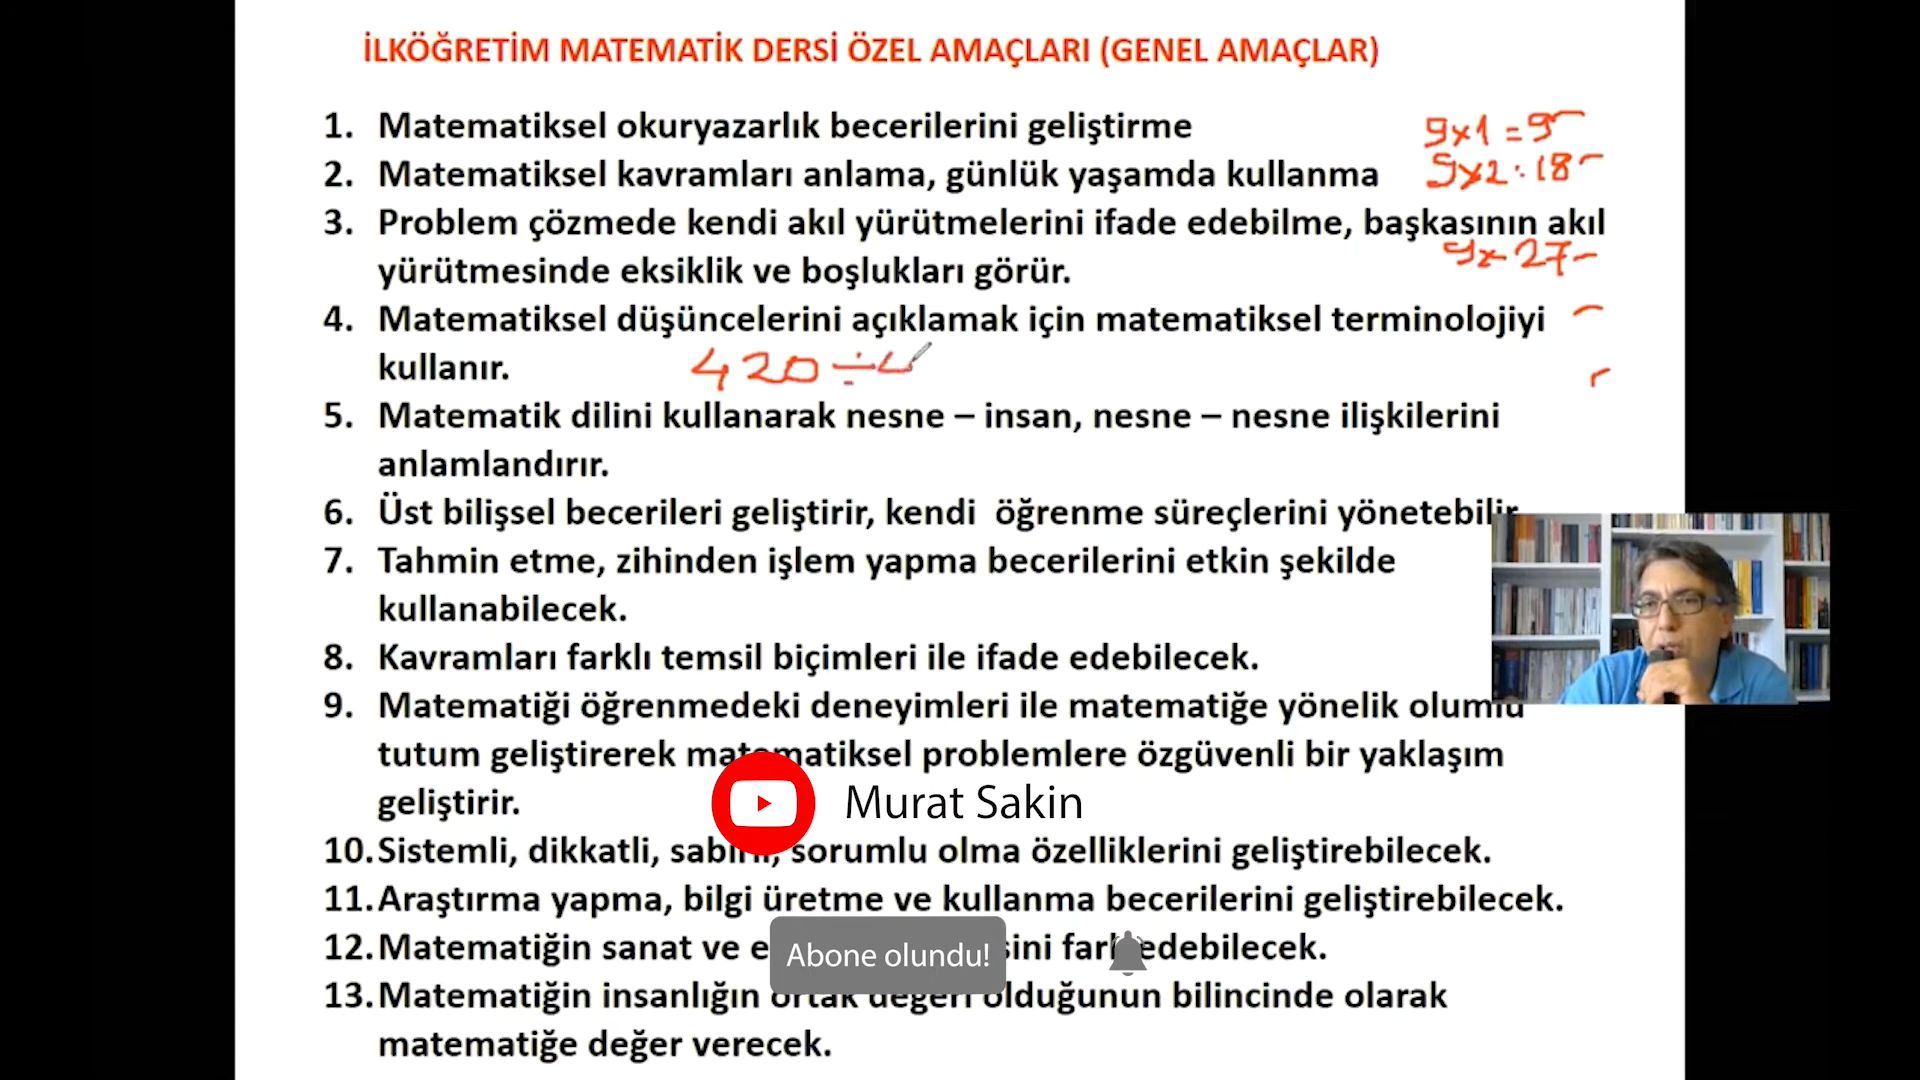 İLKÖĞRETİM MATEMATİK DERSİ ÖZEL AMAÇLARI (GENEL AMAÇLAR)
1. Matematiksel okuryazarlık becerilerini geliştirme
9x1=9
2. Matematiksel kavramları anlama, günlük yaşamda kullanma
9x2:18
3. Problem çözmede kendi akıl yürütmelerini ifade edebilme, başkasının akıl
yürütmesinde eksiklik ve boşlukları görür.
9x 27
4. Matematiksel düşüncelerini açıklamak için matematiksel terminolojiyi
kullanır.
420÷
5. Matematik dilini kullanarak nesne – insan, nesne – nesne ilişkilerini
anlamlandırır.
6. Üst bilişsel becerileri geliştirir, kendi öğrenme süreçlerini yönetebilir
7. Tahmin etme, zihinden işlem yapma becerilerini etkin şekilde
kullanabilecek.
8. Kavramları farklı temsil biçimleri ile ifade edebilecek.
9. Matematiği öğrenmedeki deneyimleri ile matematiğe yönelik olumlu
tutum geliştirerek matematiksel problemlere özgüvenli bir yaklaşım
geliştirir.
Murat Sakin
10. Sistemli, dikkatli, sabırlı, sorumlu olma özelliklerini geliştirebilecek.
11. Araştırma yapma, bilgi üretme ve kullanma becerilerini geliştirebilecek.
12. Matematiğin sanat ve edebilecek.
Abone olundu!
13. Matematiğin insanlığın ortak değeri olduğunun bilincinde olarak
matematiğe değer verecek.